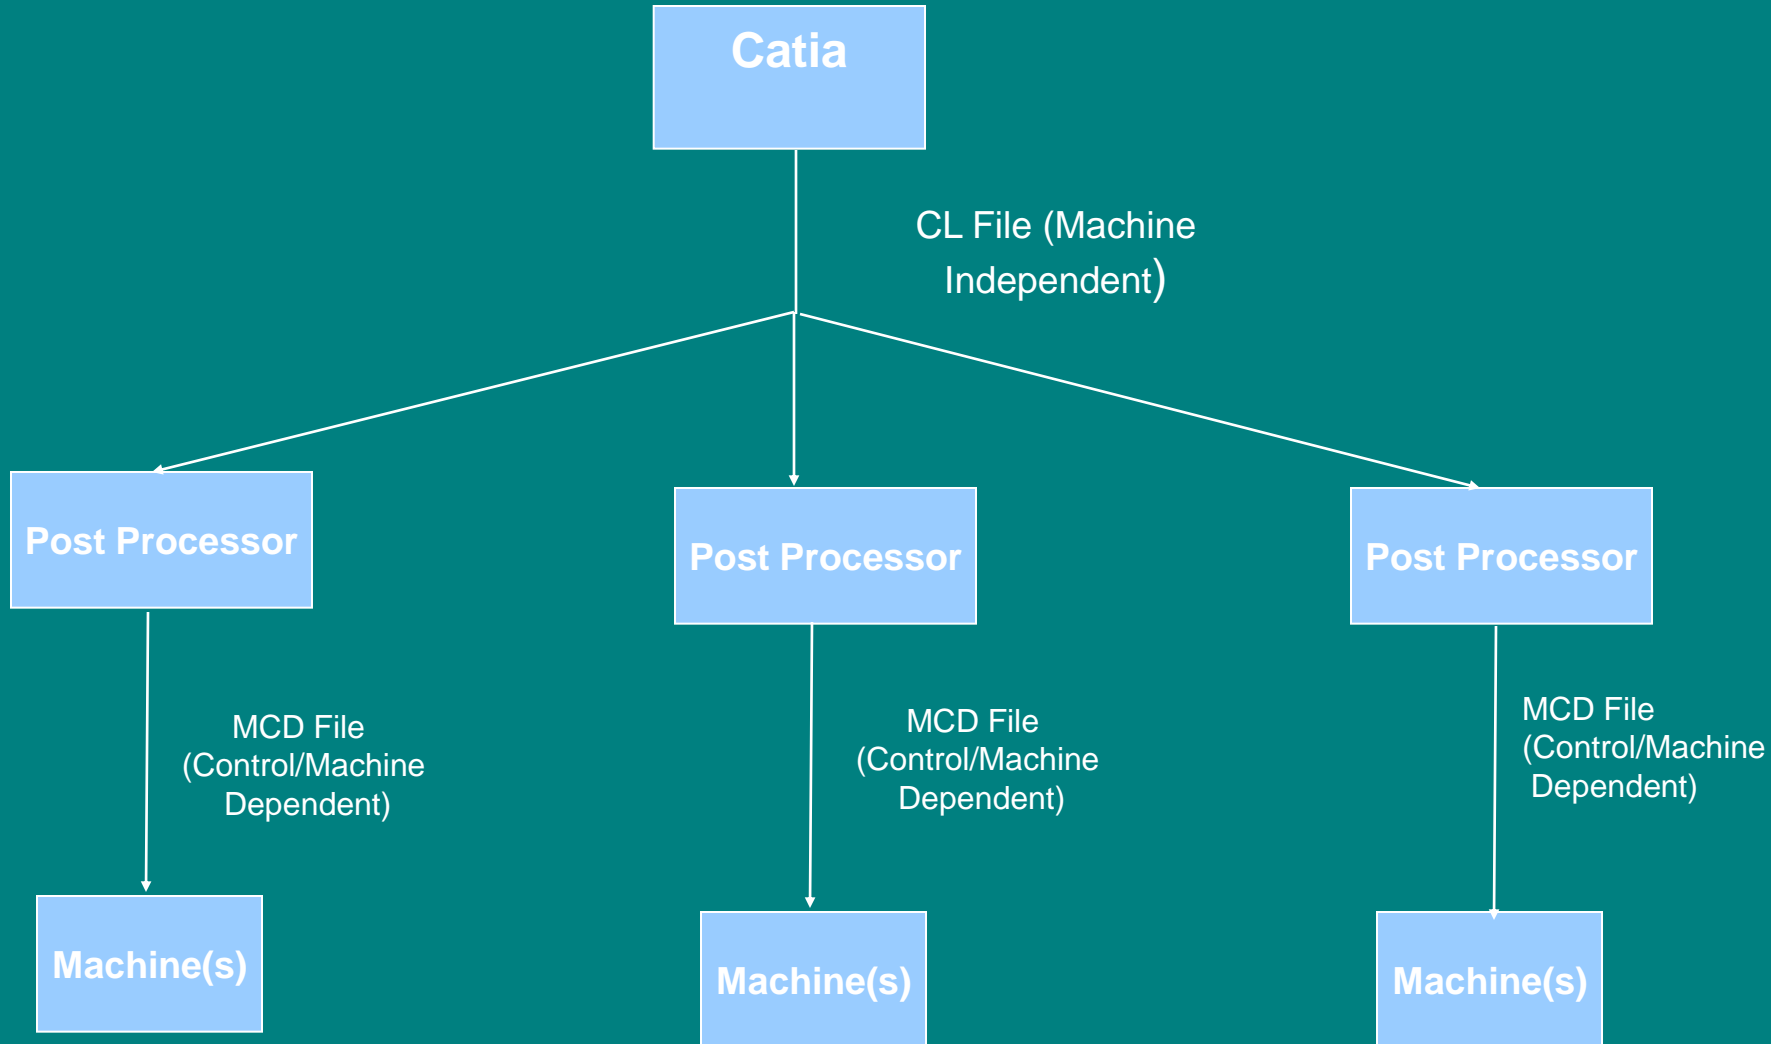 Catia
CL File (Machine
Independent)
Post Processor
Post Processor
Post Processor
MCD File
(Control/Machine
Dependent)
MCD File
(Control/Machine
Dependent)
MCD File
(Control/Machine
Dependent)
Machine(s)
Machine(s)
Machine(s)